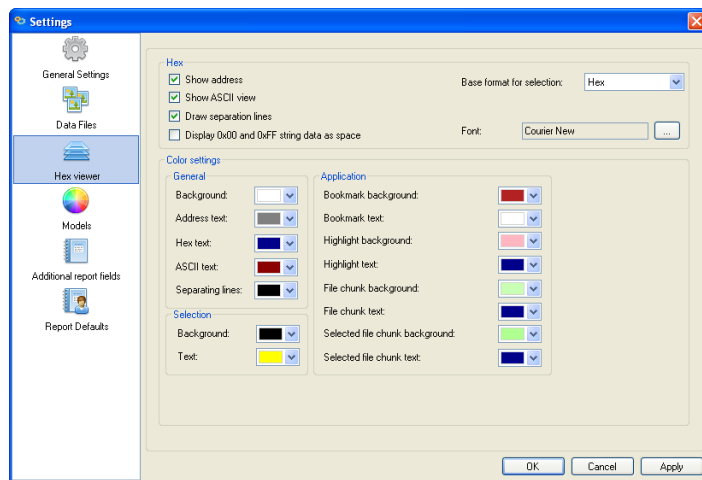 Settings
General Settings
Data Files
Hex viewer
Models
Additional report fields
Report Defaults
Hex
Show address
Show ASCII view
Draw separation lines
Display 0x00 and 0xFF string data as space
Base format for selection: Hex
Font: Courier New ...
Color settings
General
Background:
Address text:
Hex text:
ASCII text:
Separating lines:
Selection
Background:
Text:
Application
Bookmark background:
Bookmark text:
Highlight background:
Highlight text:
File chunk background:
File chunk text:
Selected file chunk background:
Selected file chunk text:
OK Cancel Apply